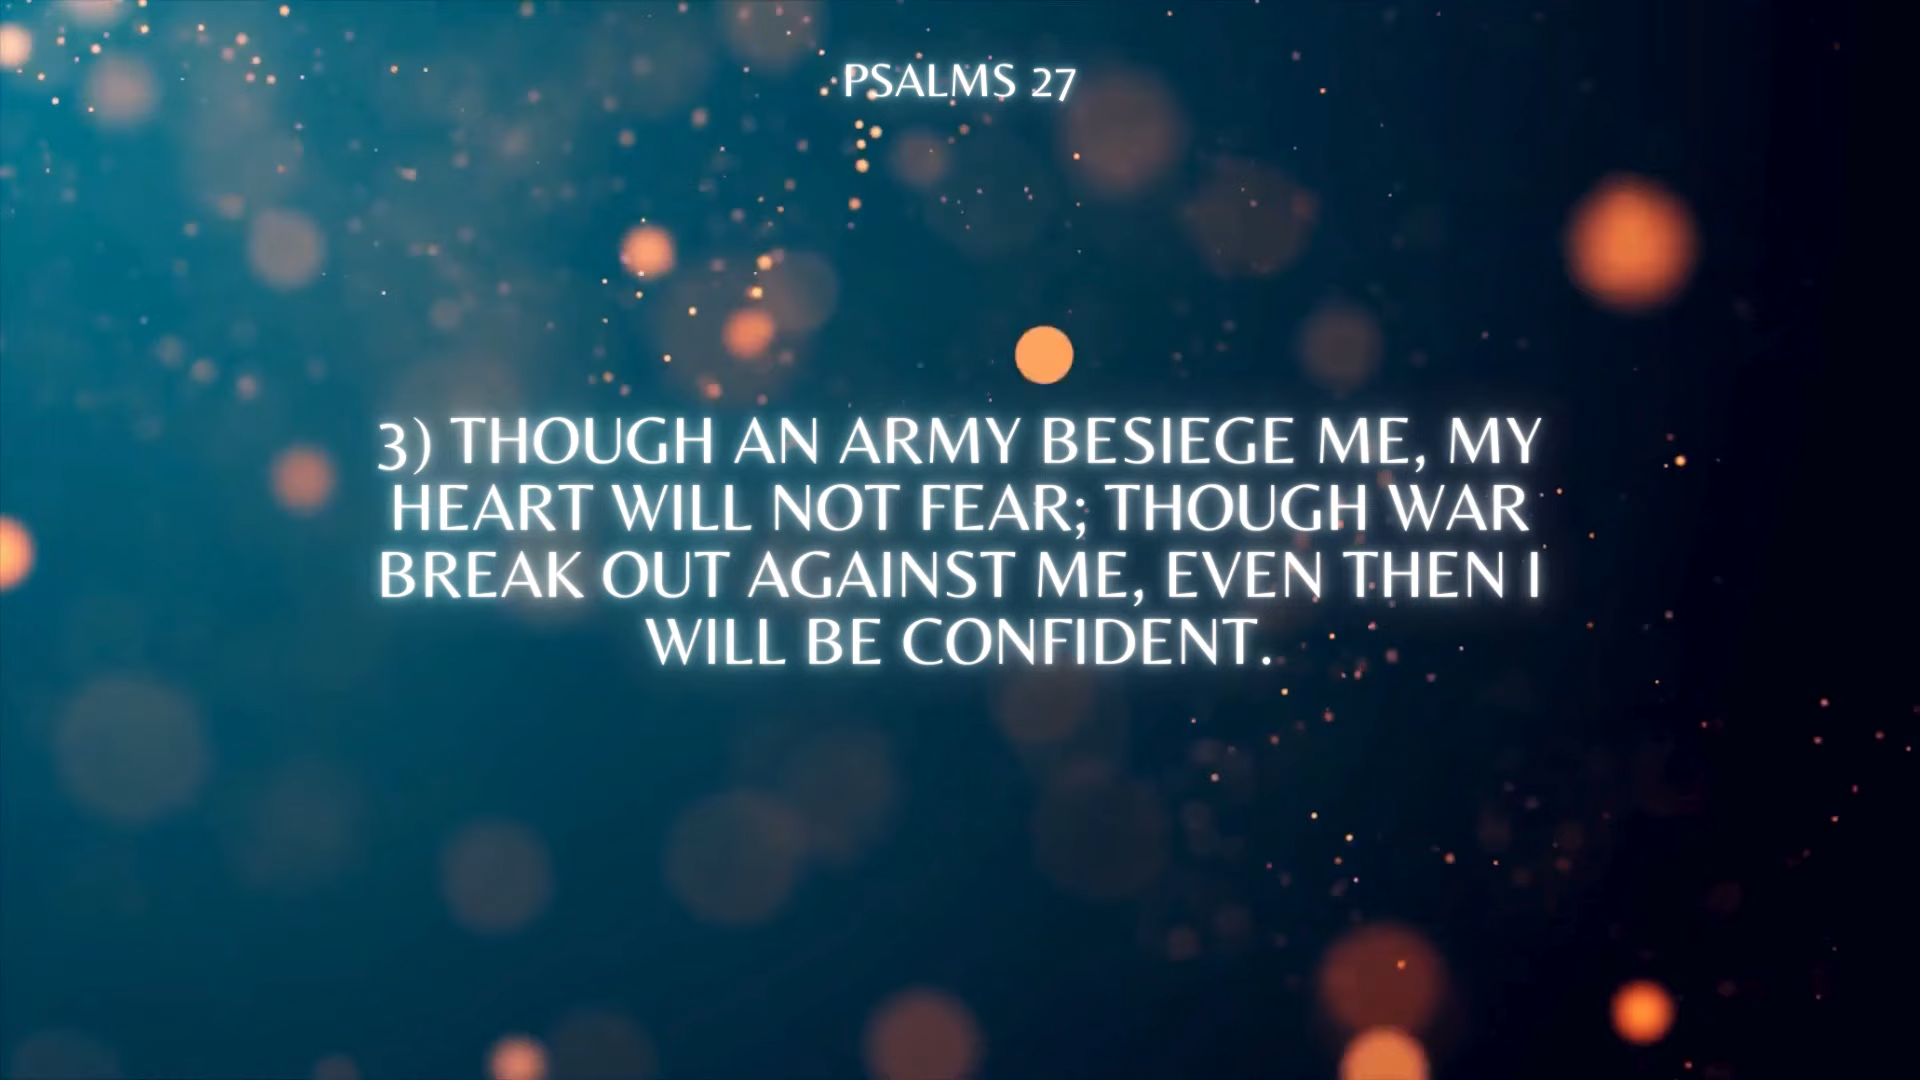 PSALMS 27
3) THOUGH AN ARMY BESIEGE ME, MY
HEART WILL NOT FEAR; THOUGH WAR
BREAK OUT AGAINST ME, EVEN THEN I
WILL BE CONFIDENT.